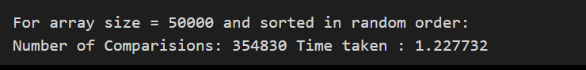 For array size = 50000 and sorted in random order:
Number of Comparisions: 354830 Time taken : 1.227732